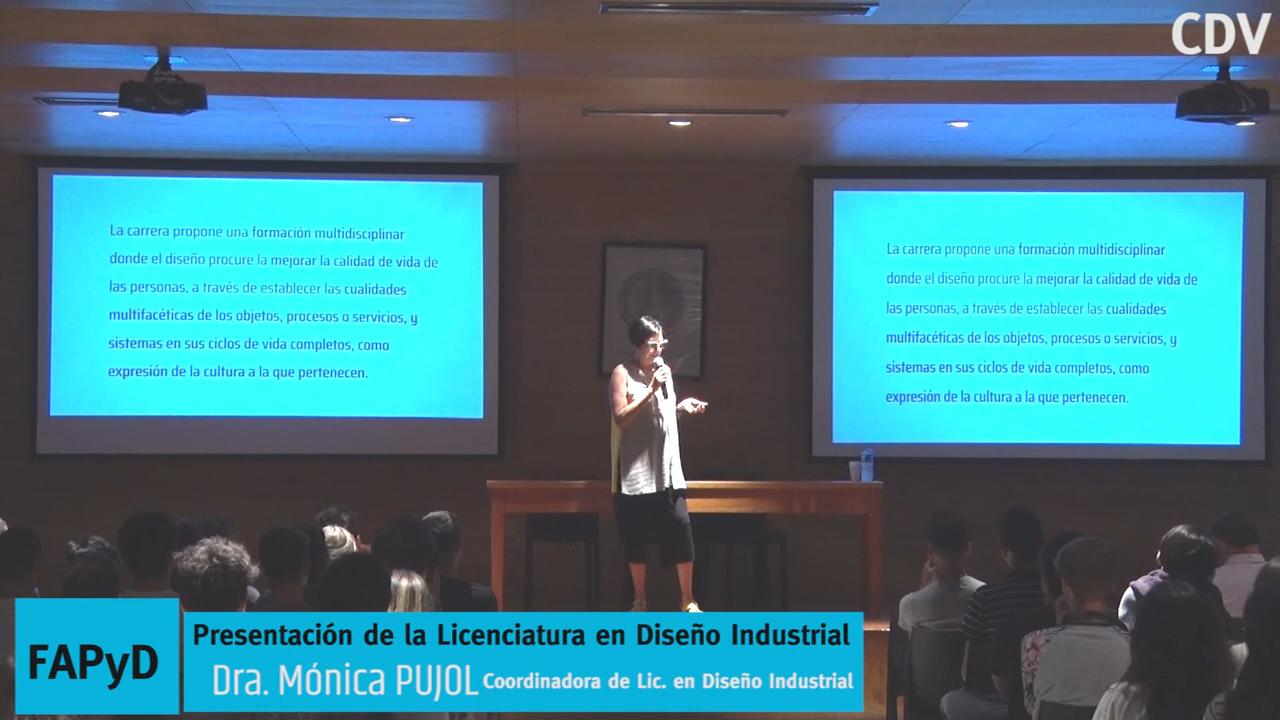 CDV
La carrera propone una formación multidisciplinar
donde el diseño procure la mejorar la calidad de vida de
las personas, a través de establecer las cualidades
multifacéticas de los objetos, procesos o servicios, y
sistemas en sus ciclos de vida completos, como
expresión de la cultura a la que pertenecen.
La carrera propone una formación multidisciplinar
donde el diseño procure la mejorar la calidad de vida de
las personas, a través de establecer las cualidades
multifacéticas de los objetos, procesos o servicios, y
sistemas en sus ciclos de vida completos, como
expresión de la cultura a la que pertenecen.
FAPyD
Presentación de la Licenciatura en Diseño Industrial
Dra. Mónica PUJOL Coordinadora de Lic. en Diseño Industrial